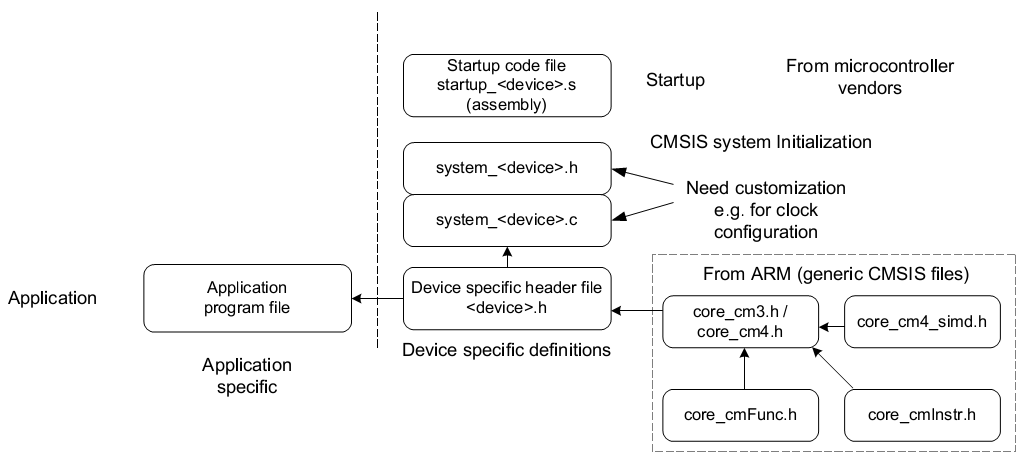 Startup code file
startup_<device>.s
(assembly)
Startup
From microcontroller
vendors
CMSIS system Initialization
system_<device>.h
system_<device>.c
Need customization
e.g. for clock
configuration
From ARM (generic CMSIS files)
Application
Application
program file
Device specific header file
<device>.h
core_cm3.h /
core_cm4.h
core_cm4_simd.h
Application
specific
Device specific definitions
core_cmFunc.h
core_cmInstr.h